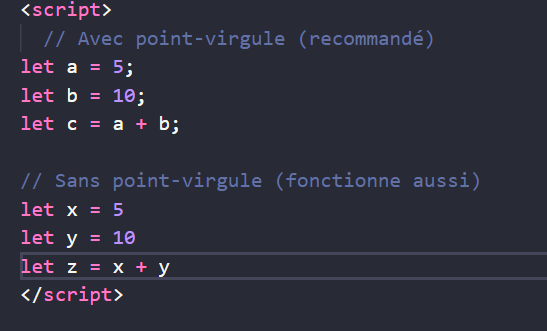 <script>
// Avec point-virgule (recommandé)
let a = 5;
let b = 10;
let c = a + b;
// Sans point-virgule (fonctionne aussi)
let x = 5
let y = 10
let z = x + y
</script>